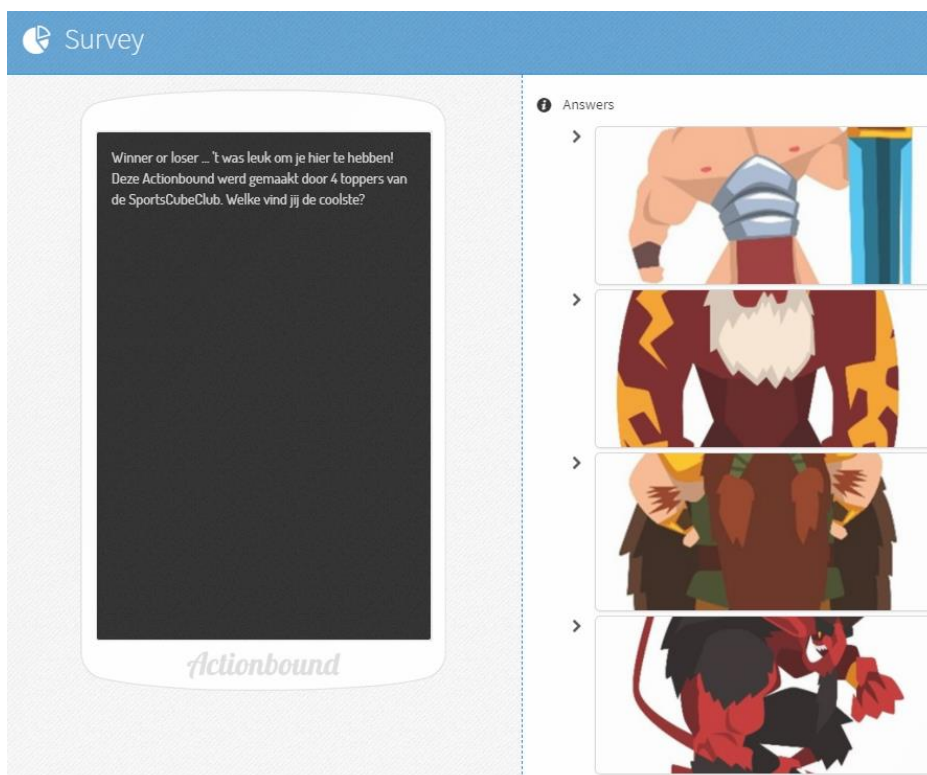 Survey
Winner or loser ... 't was leuk om je hier te hebben!
Deze Actionbound werd gemaakt door 4 toppers van
de SportsCubeClub. Welke vind jij de coolste?
Actionbound
Answers